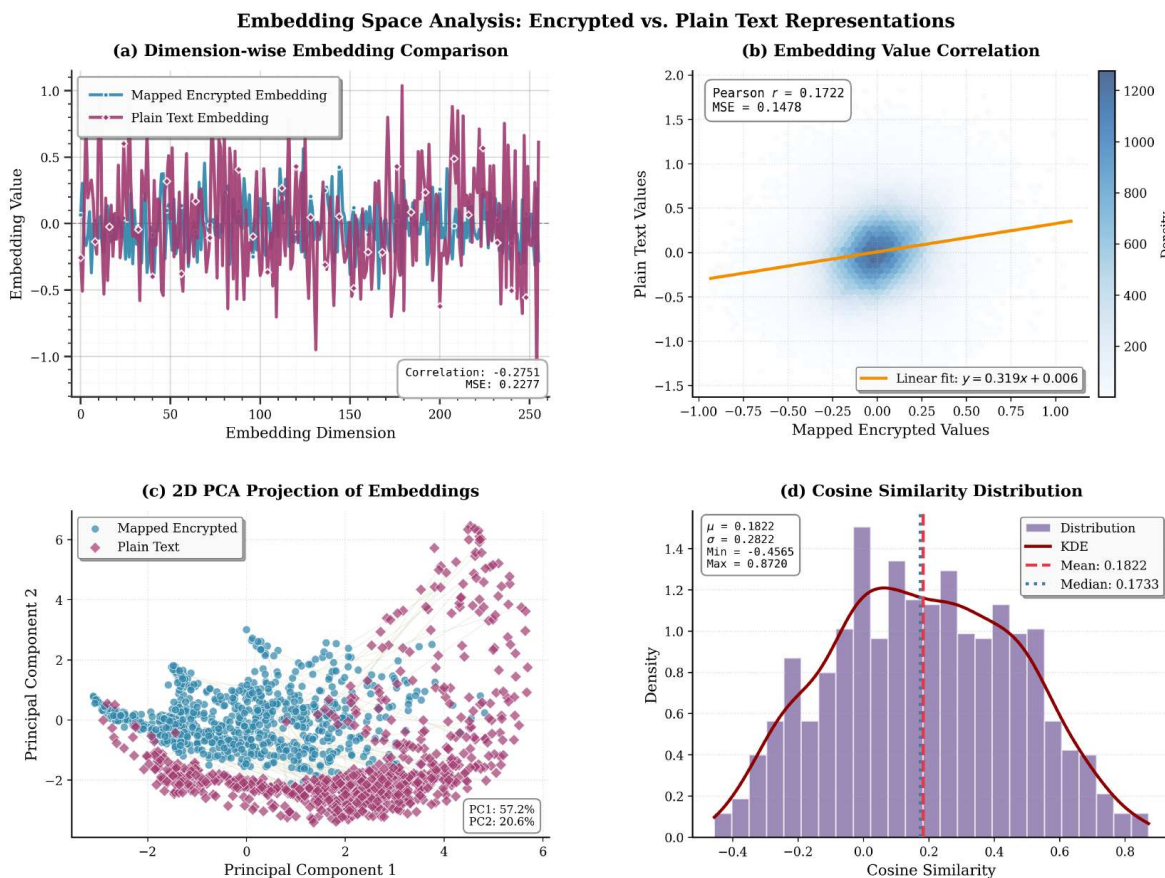 Embedding Space Analysis: Encrypted vs. Plain Text Representations
(a) Dimension-wise Embedding Comparison
Mapped Encrypted Embedding
Plain Text Embedding
1.0
0.5
0.0
−0.5
−1.0
Embedding Value
Correlation: -0.2751
MSE: 0.2277
0 50 100 150 200 250
Embedding Dimension
(b) Embedding Value Correlation
Pearson r = 0.1722
MSE = 0.1478
2.0
1.5
1.0
0.5
0.0
−0.5
−1.0
−1.5
Plain Text Values
Linear fit: y = 0.319x + 0.006
−1.00 −0.75 −0.50 −0.25 0.00 0.25 0.50 0.75 1.00
Mapped Encrypted Values
1200
1000
800
600
400
200
Density
(c) 2D PCA Projection of Embeddings
Mapped Encrypted
Plain Text
6
4
2
0
−2
Principal Component 2
PC1: 57.2%
PC2: 20.6%
−2 0 2 4 6
Principal Component 1
(d) Cosine Similarity Distribution
μ = 0.1822
σ = 0.2822
Min = -0.4565
Max = 0.8720
Distribution
KDE
Mean: 0.1822
Median: 0.1733
1.4
1.2
1.0
0.8
0.6
0.4
0.2
0.0
Density
−0.4 −0.2 0.0 0.2 0.4 0.6 0.8
Cosine Similarity